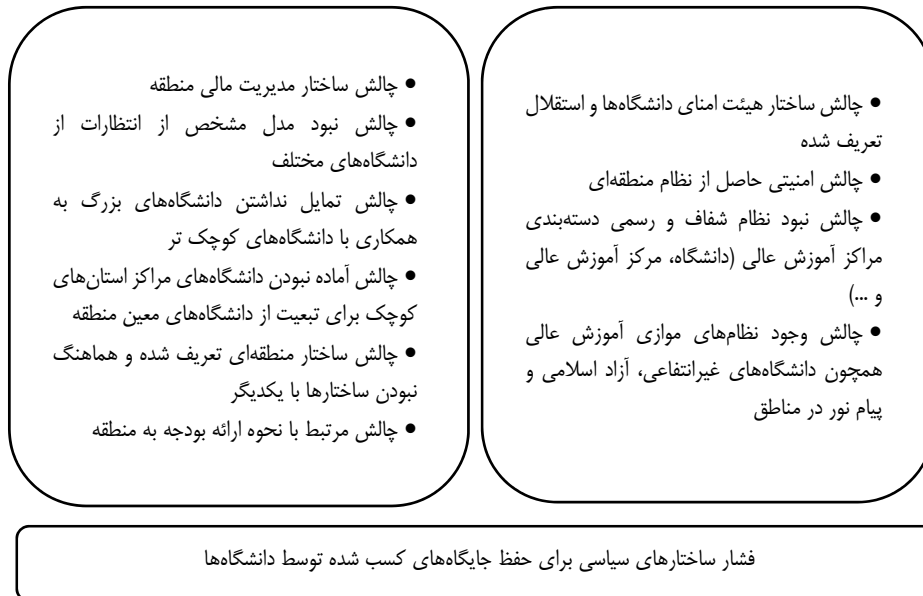 • چالش ساختار هیئت امنای دانشگاه‌ها و استقلال
تعریف شده
• چالش امنیتی حاصل از نظام منطقه‌ای
• چالش نبود نظام شفاف و رسمی دسته‌بندی
مراکز آموزش عالی (دانشگاه، مرکز آموزش عالی
و ...)
• چالش وجود نظام‌های موازی آموزش عالی
همچون دانشگاه‌های غیرانتفاعی، آزاد اسلامی و
پیام نور در مناطق
• چالش ساختار مدیریت مالی منطقه
• چالش نبود مدل مشخص از انتظارات از
دانشگاه‌های مختلف
• چالش تمایل نداشتن دانشگاه‌های بزرگ به
همکاری با دانشگاه‌های کوچک تر
• چالش آماده نبودن دانشگاه‌های مراکز استان‌های
کوچک برای تبعیت از دانشگاه‌های معین منطقه
• چالش ساختار منطقه‌ای تعریف شده و هماهنگ
نبودن ساختارها با یکدیگر
• چالش مرتبط با نحوه ارائه بودجه به منطقه
فشار ساختارهای سیاسی برای حفظ جایگاه‌های کسب شده توسط دانشگاه‌ها